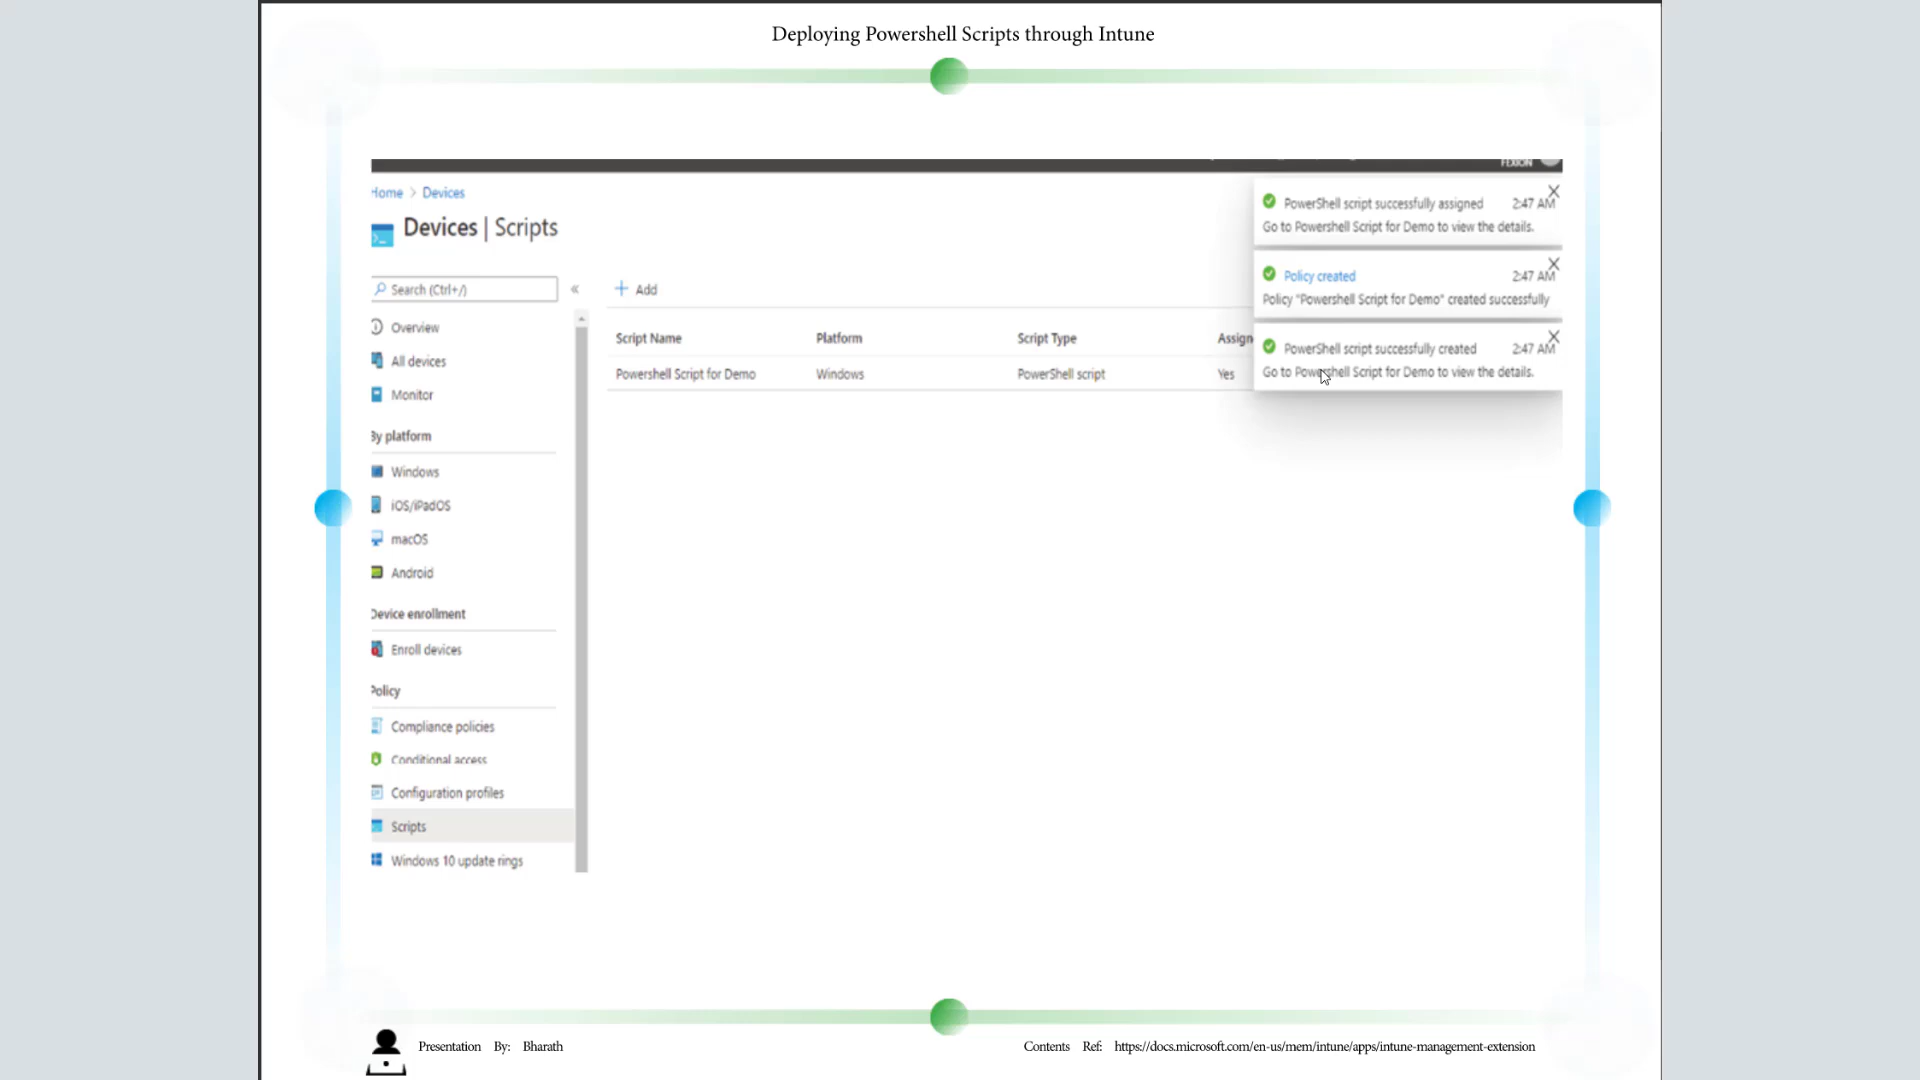 Deploying Powershell Scripts through Intune
Home > Devices
Devices | Scripts
Search (Ctrl+/)
«
Overview
All devices
Monitor
By platform
Windows
iOS/iPadOS
macOS
Android
Device enrollment
Enroll devices
Policy
Compliance policies
Conditional access
Configuration profiles
Scripts
Windows 10 update rings
+ Add
Script Name Platform Script Type Assign
Powershell Script for Demo Windows PowerShell script Yes
PowerShell script successfully assigned 2:47 AM
Go to Powershell Script for Demo to view the details.
Policy created 2:47 AM
Policy "Powershell Script for Demo" created successfully
PowerShell script successfully created 2:47 AM
Go to Powershell Script for Demo to view the details.
Presentation By: Bharath
Contents Ref: https://docs.microsoft.com/en-us/mem/intune/apps/intune-management-extension